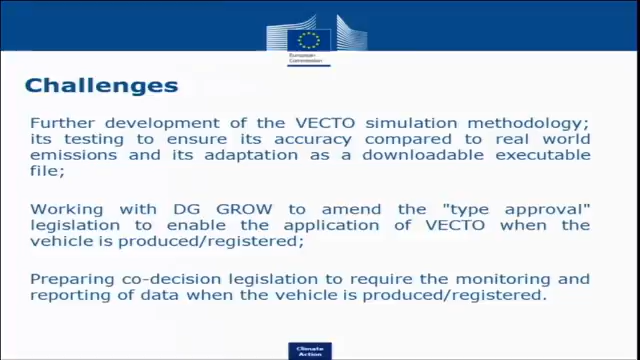 European
Commission
Challenges
Further development of the VECTO simulation methodology;
its testing to ensure its accuracy compared to real world
emissions and its adaptation as a downloadable executable
file;
Working with DG GROW to amend the "type approval"
legislation to enable the application of VECTO when the
vehicle is produced/registered;
Preparing co-decision legislation to require the monitoring and
reporting of data when the vehicle is produced/registered.
Climate
Action